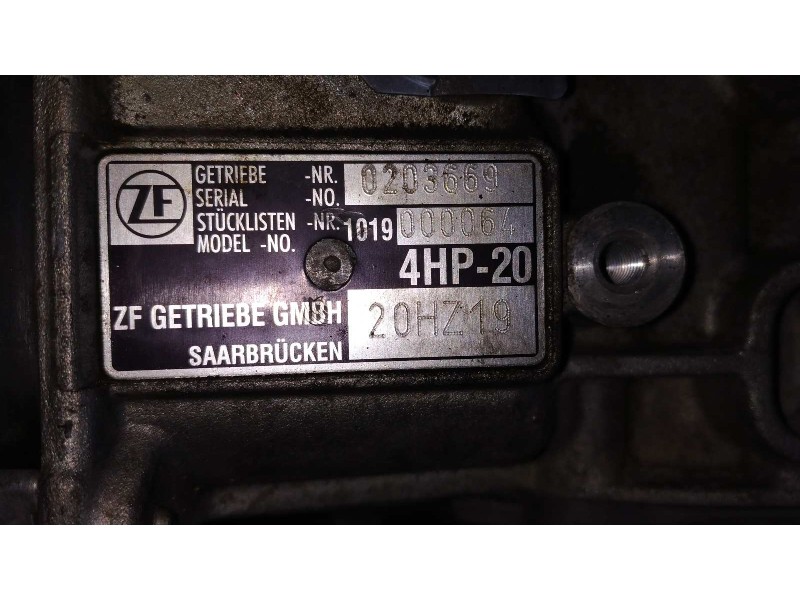 ZF
GETRIEBE -NR. 0203669
SERIAL -NO.
STÜCKLISTEN -NR. 1019 000064
MODEL -NO.
4HP-20
ZF GETRIEBE GMBH 20HZ19
SAARBRÜCKEN